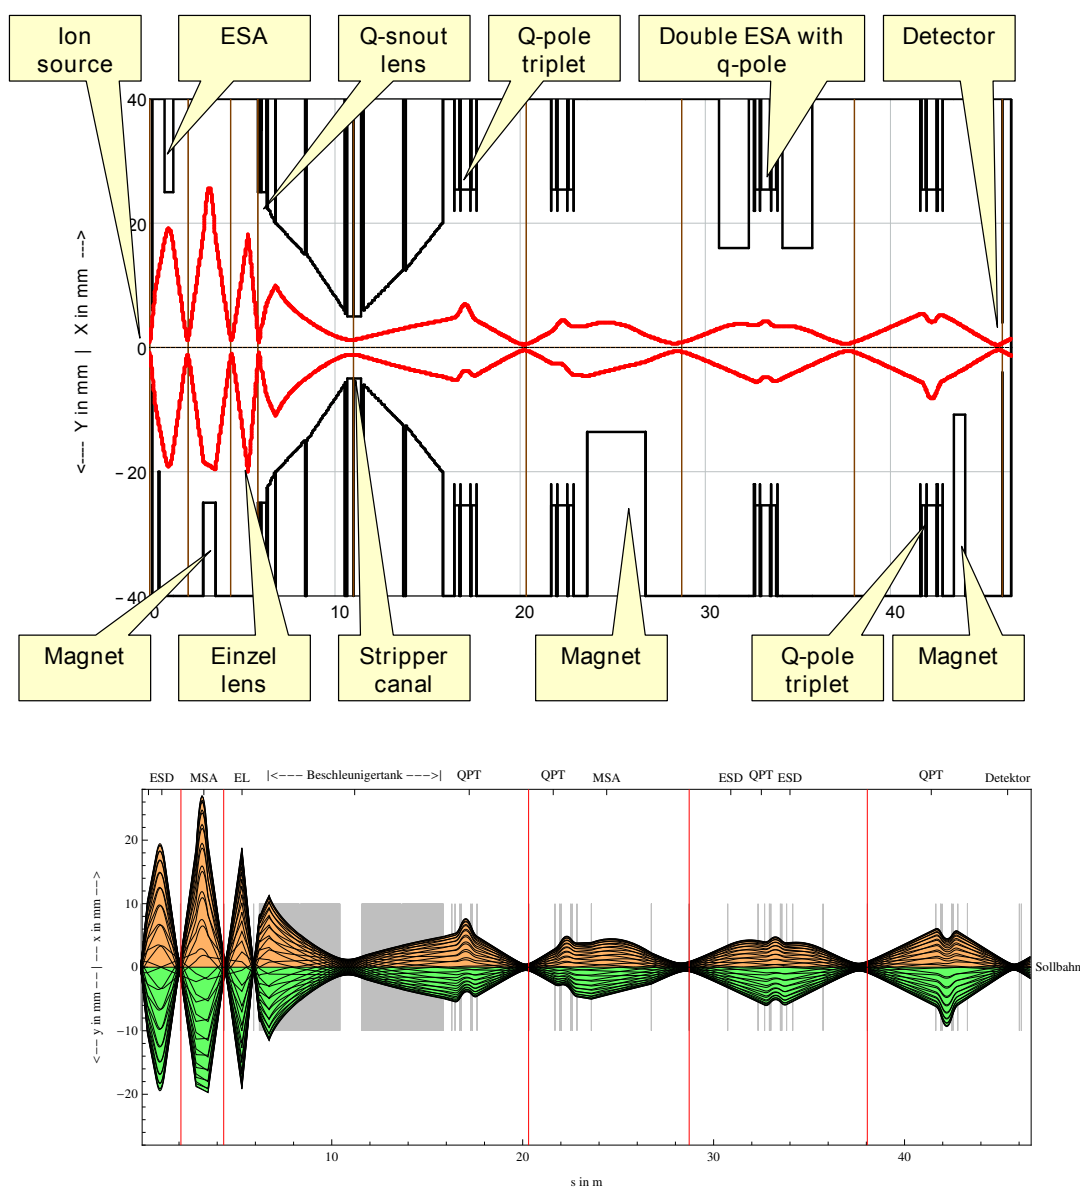 Ion
source
ESA
Q-snout
lens
Q-pole
triplet
Double ESA with
q-pole
Detector
40
20
0
−20
−40
<---- Y in mm | X in mm --->
0
10
20
30
40
Magnet
Einzel
lens
Stripper
canal
Magnet
Q-pole
triplet
Magnet
ESD
MSA
EL
|<−−− Beschleunigertank −−−>|
QPT
QPT
MSA
ESD
QPT
ESD
QPT
Detektor
20
10
0
−10
−20
<−−− y in mm −−−|−−− x in mm −−−>
Sollbahn
10
20
30
40
s in m